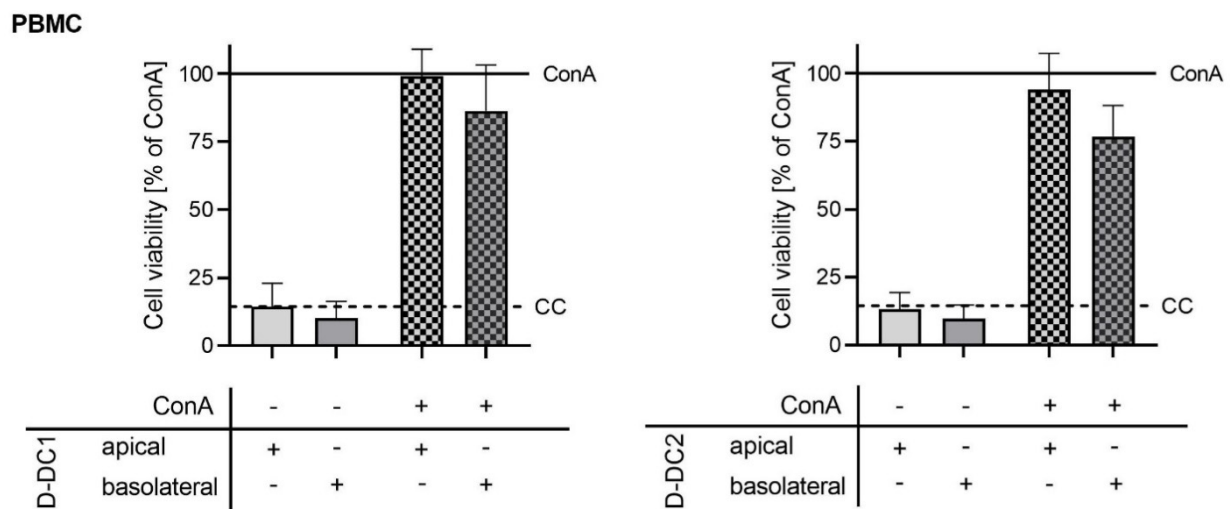 PBMC
Cell viability [% of ConA]
100
75
50
25
0
ConA
CC
ConA - - + +
D-DC1
apical + - + -
basolateral - + - +
Cell viability [% of ConA]
100
75
50
25
0
ConA
CC
ConA - - + +
D-DC2
apical + - + -
basolateral - + - +